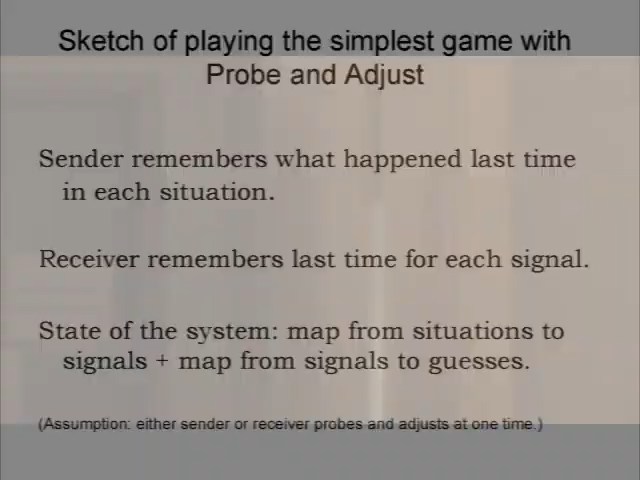 Sketch of playing the simplest game with
Probe and Adjust
Sender remembers what happened last time
in each situation.
Receiver remembers last time for each signal.
State of the system: map from situations to
signals + map from signals to guesses.
(Assumption: either sender or receiver probes and adjusts at one time.)